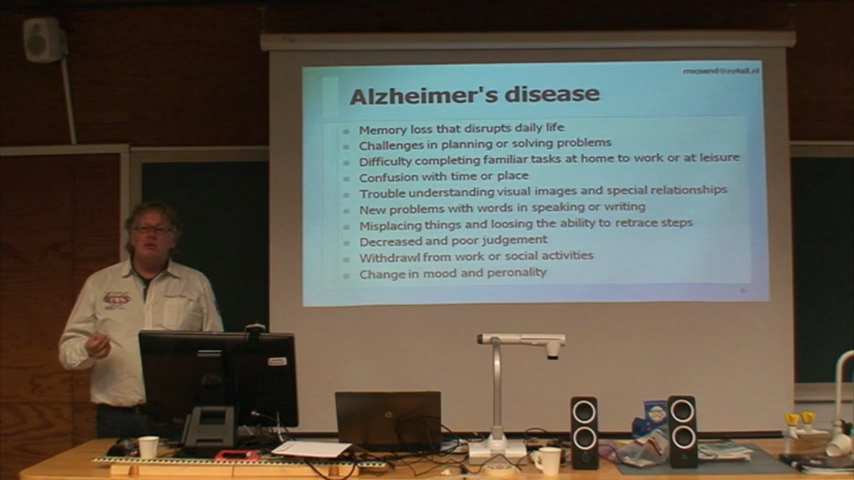 Alzheimer's disease
Memory loss that disrupts daily life
Challenges in planning or solving problems
Difficulty completing familiar tasks at home to work or at leisure
Confusion with time or place
Trouble understanding visual images and special relationships
New problems with words in speaking or writing
Misplacing things and loosing the ability to retrace steps
Decreased and poor judgement
Withdrawl from work or social activities
Change in mood and peronality